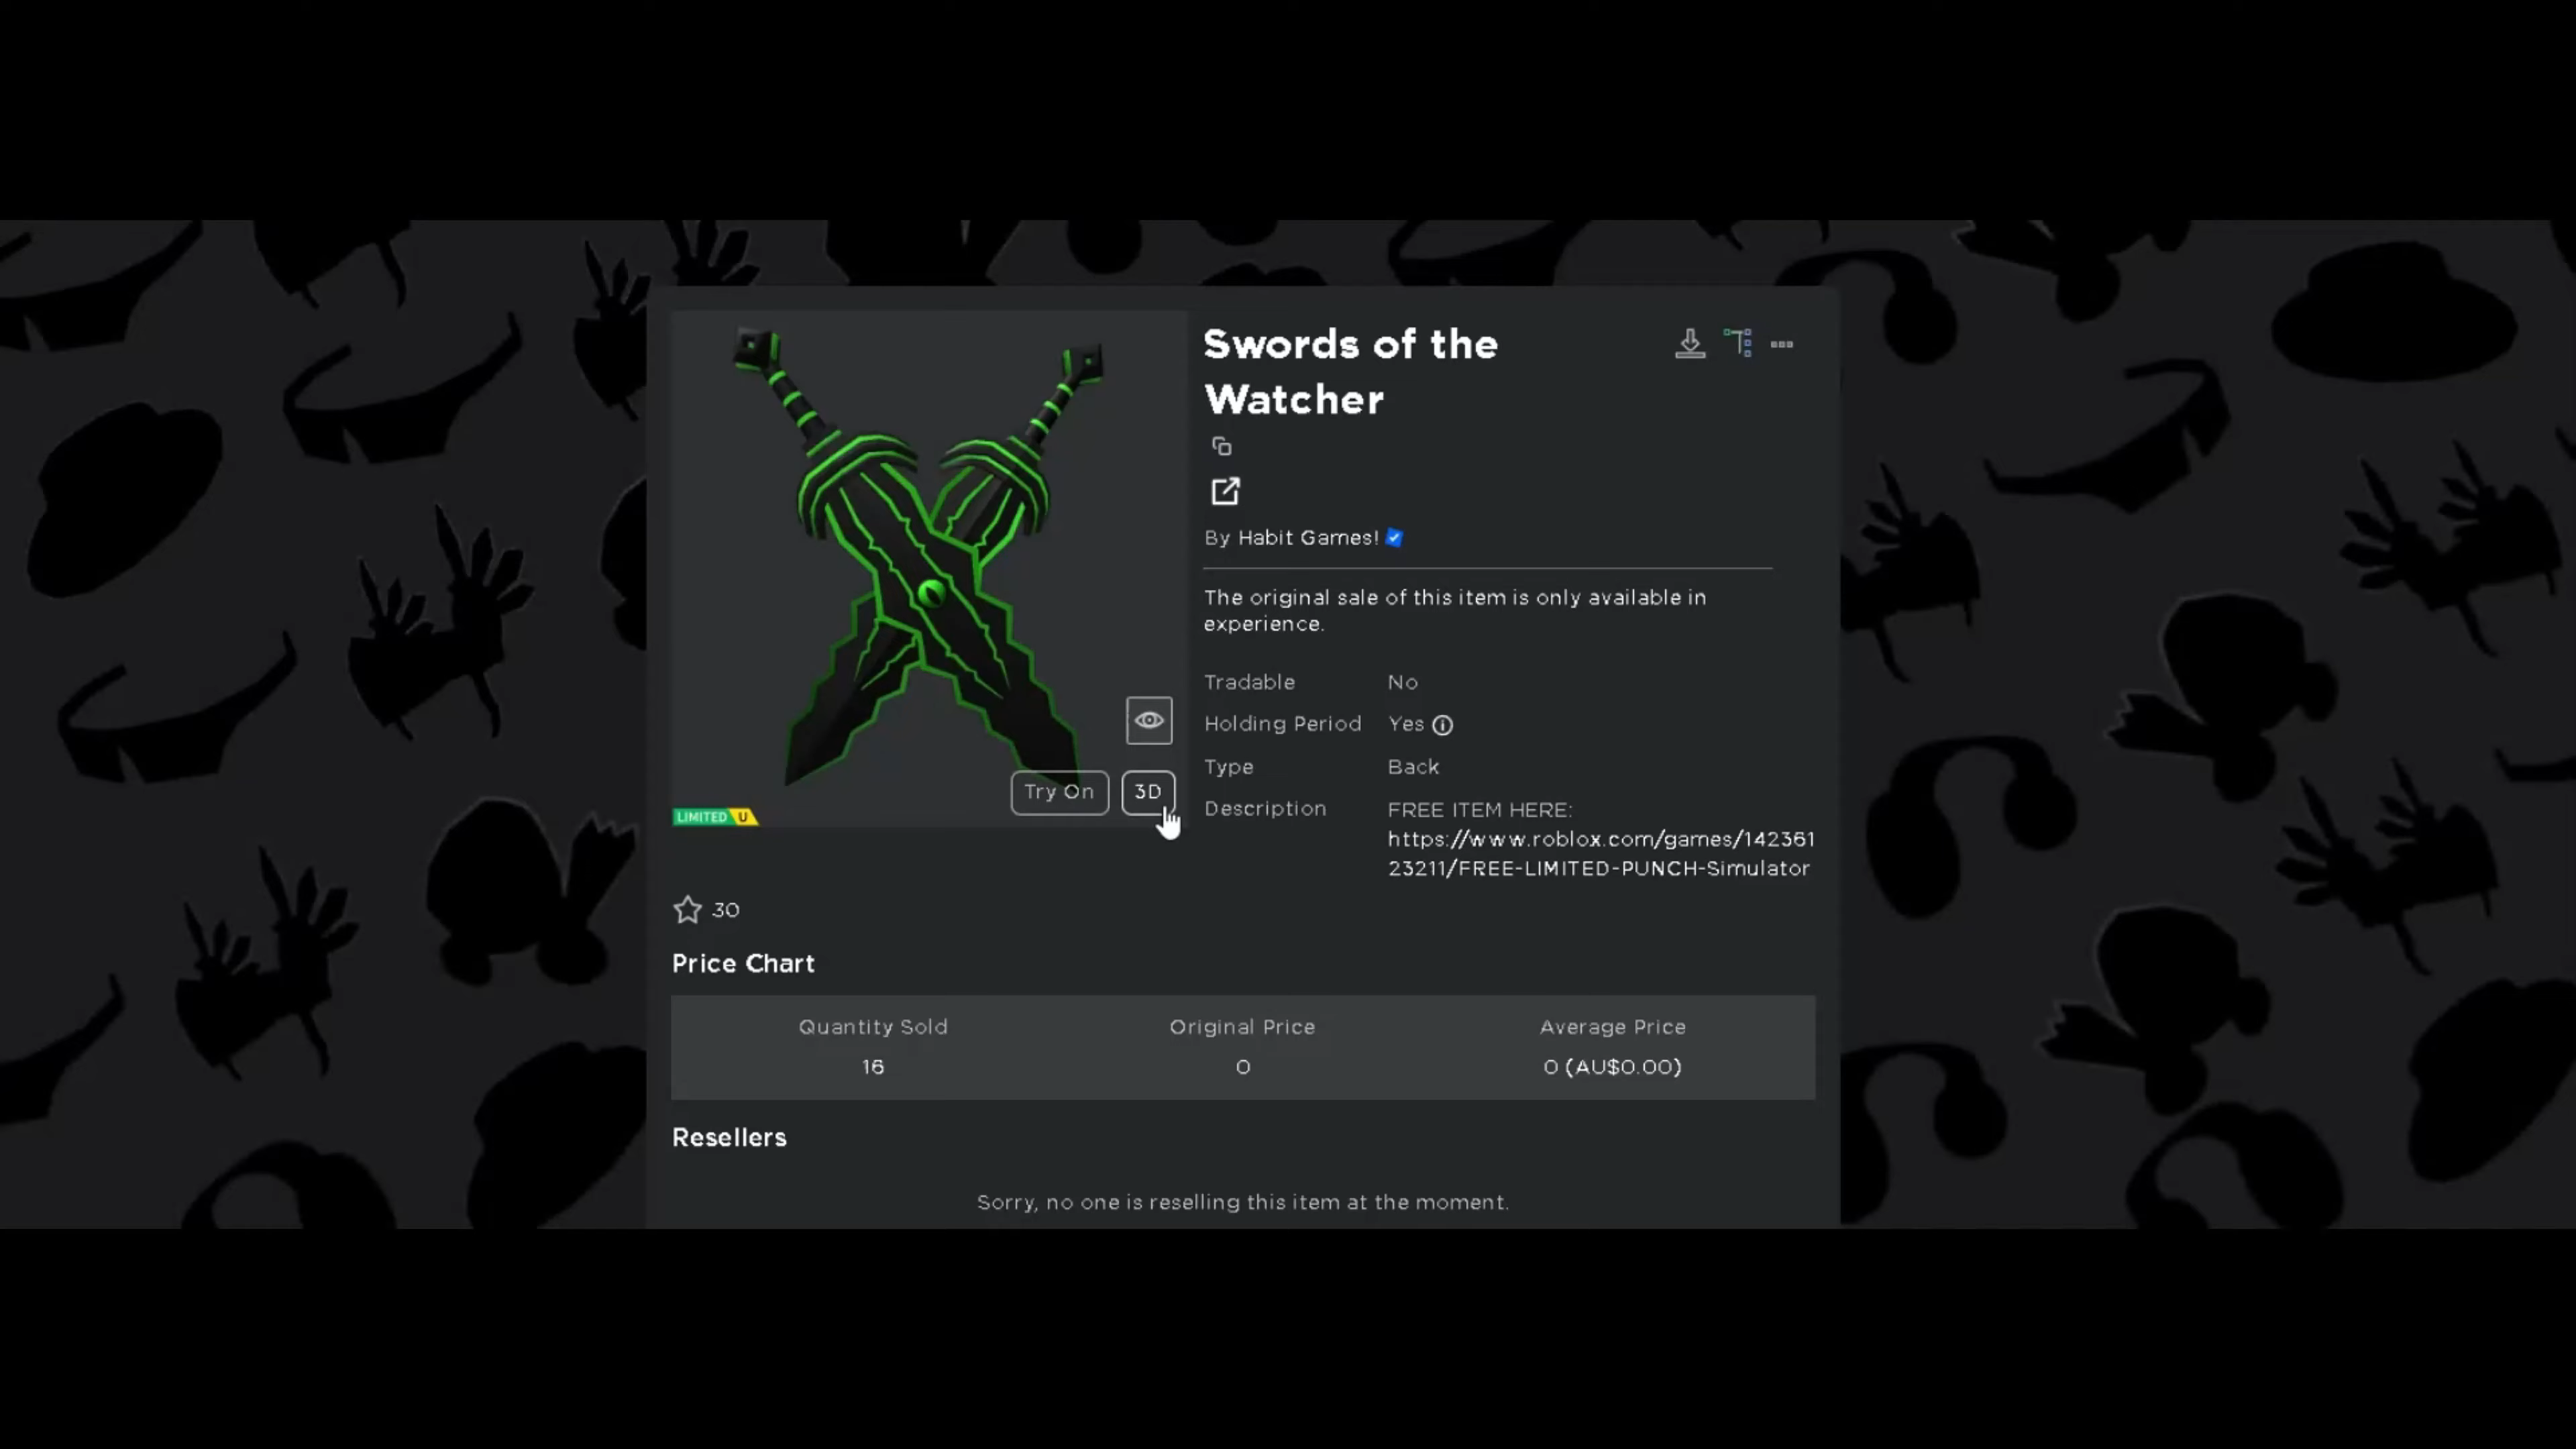 Swords of the
Watcher
By Habit Games!
The original sale of this item is only available in
experience.
Tradable No
Holding Period Yes
Type Back
Description FREE ITEM HERE:
https://www.roblox.com/games/142361
23211/FREE-LIMITED-PUNCH-Simulator
Try On 3D
LIMITED U
30
Price Chart
Quantity Sold Original Price Average Price
16 0 0 (AU$0.00)
Resellers
Sorry, no one is reselling this item at the moment.